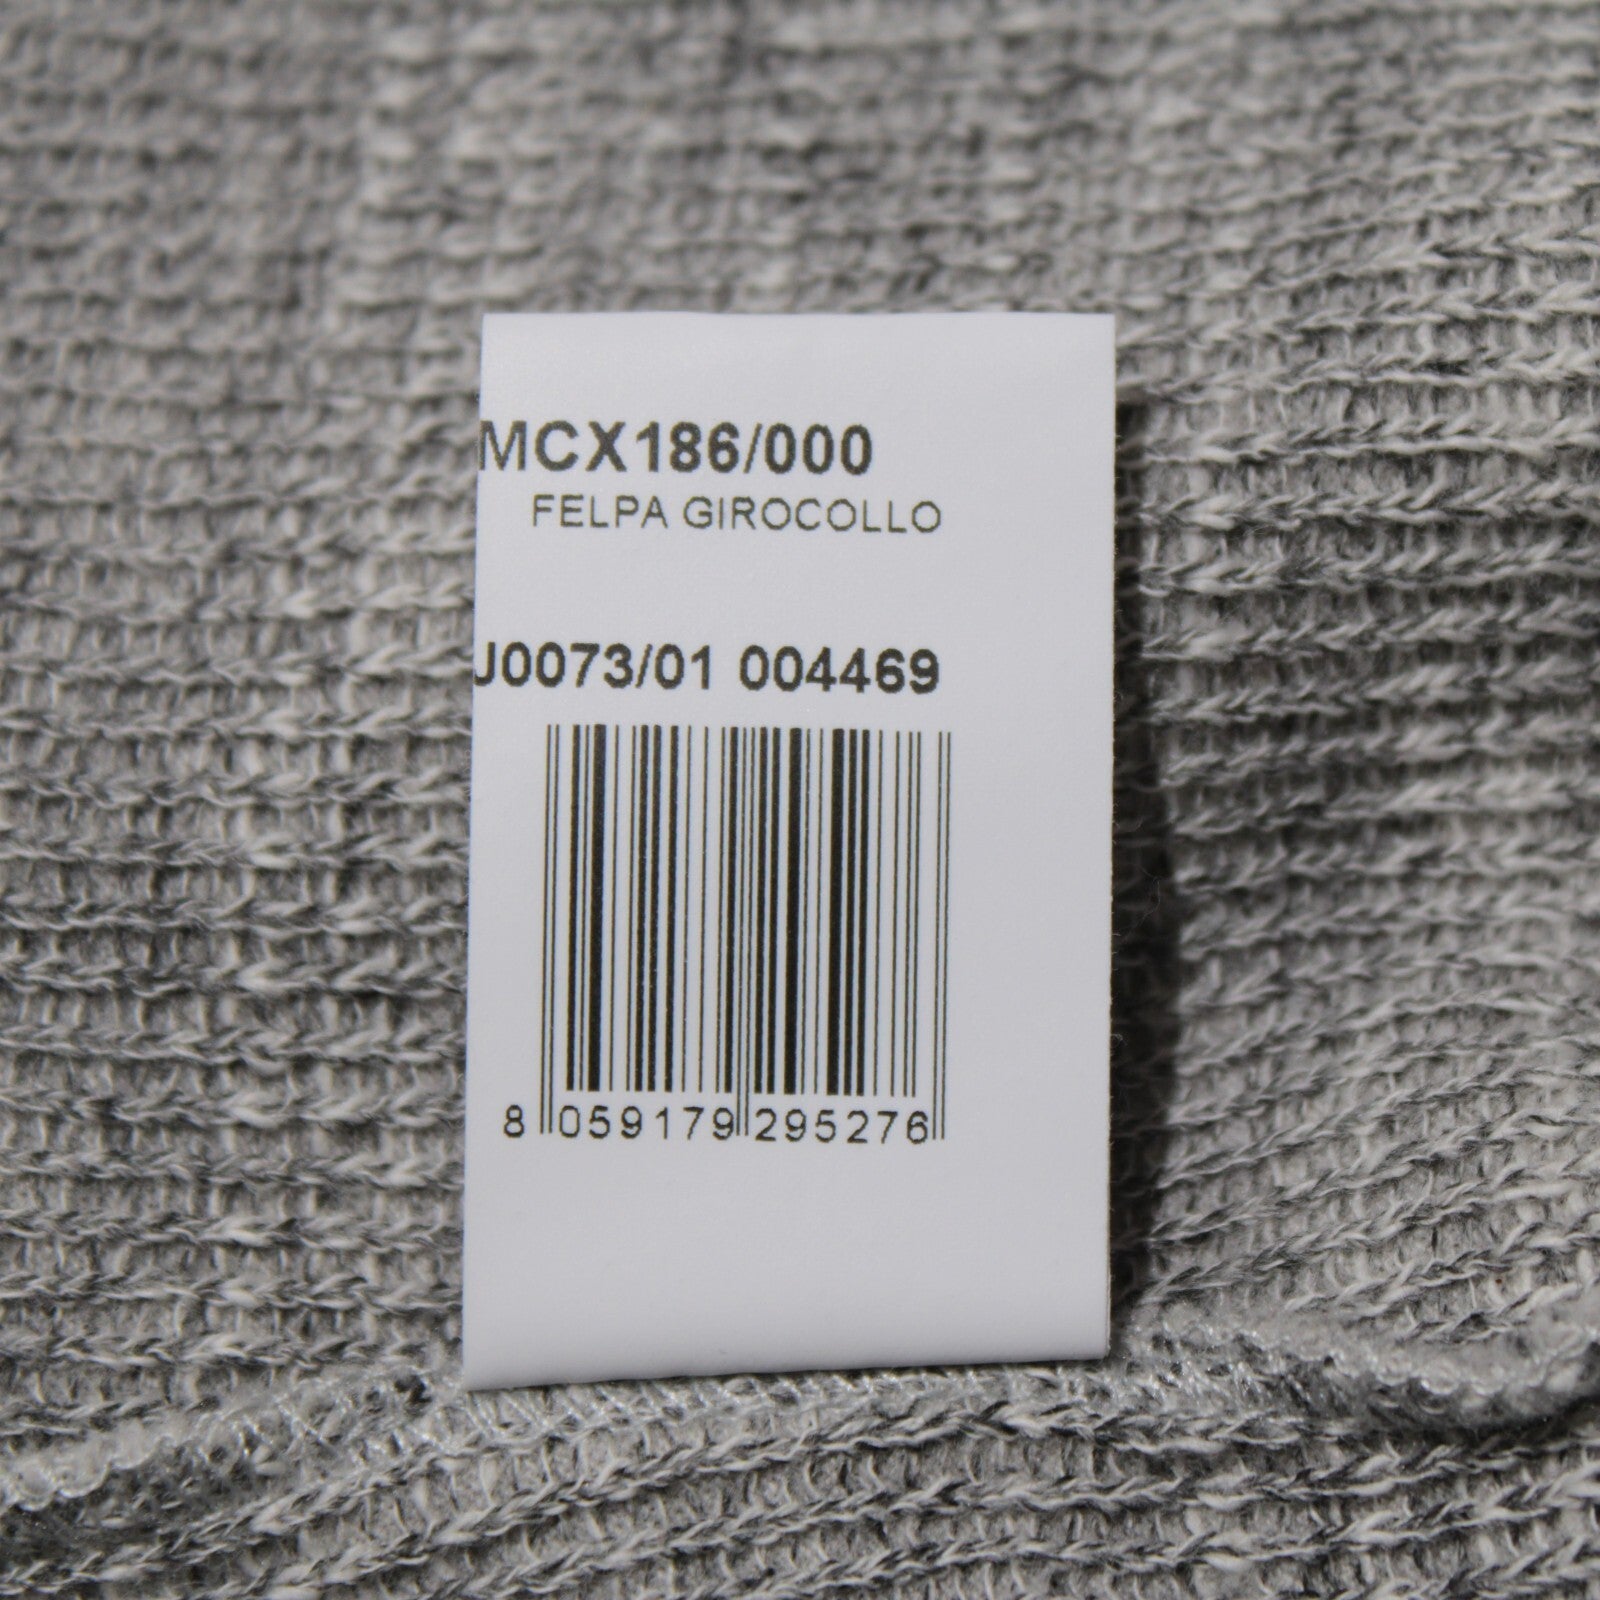 MCX186/000
FELPA GIROCOLLO
J0073/01 004469
8 059179 295276